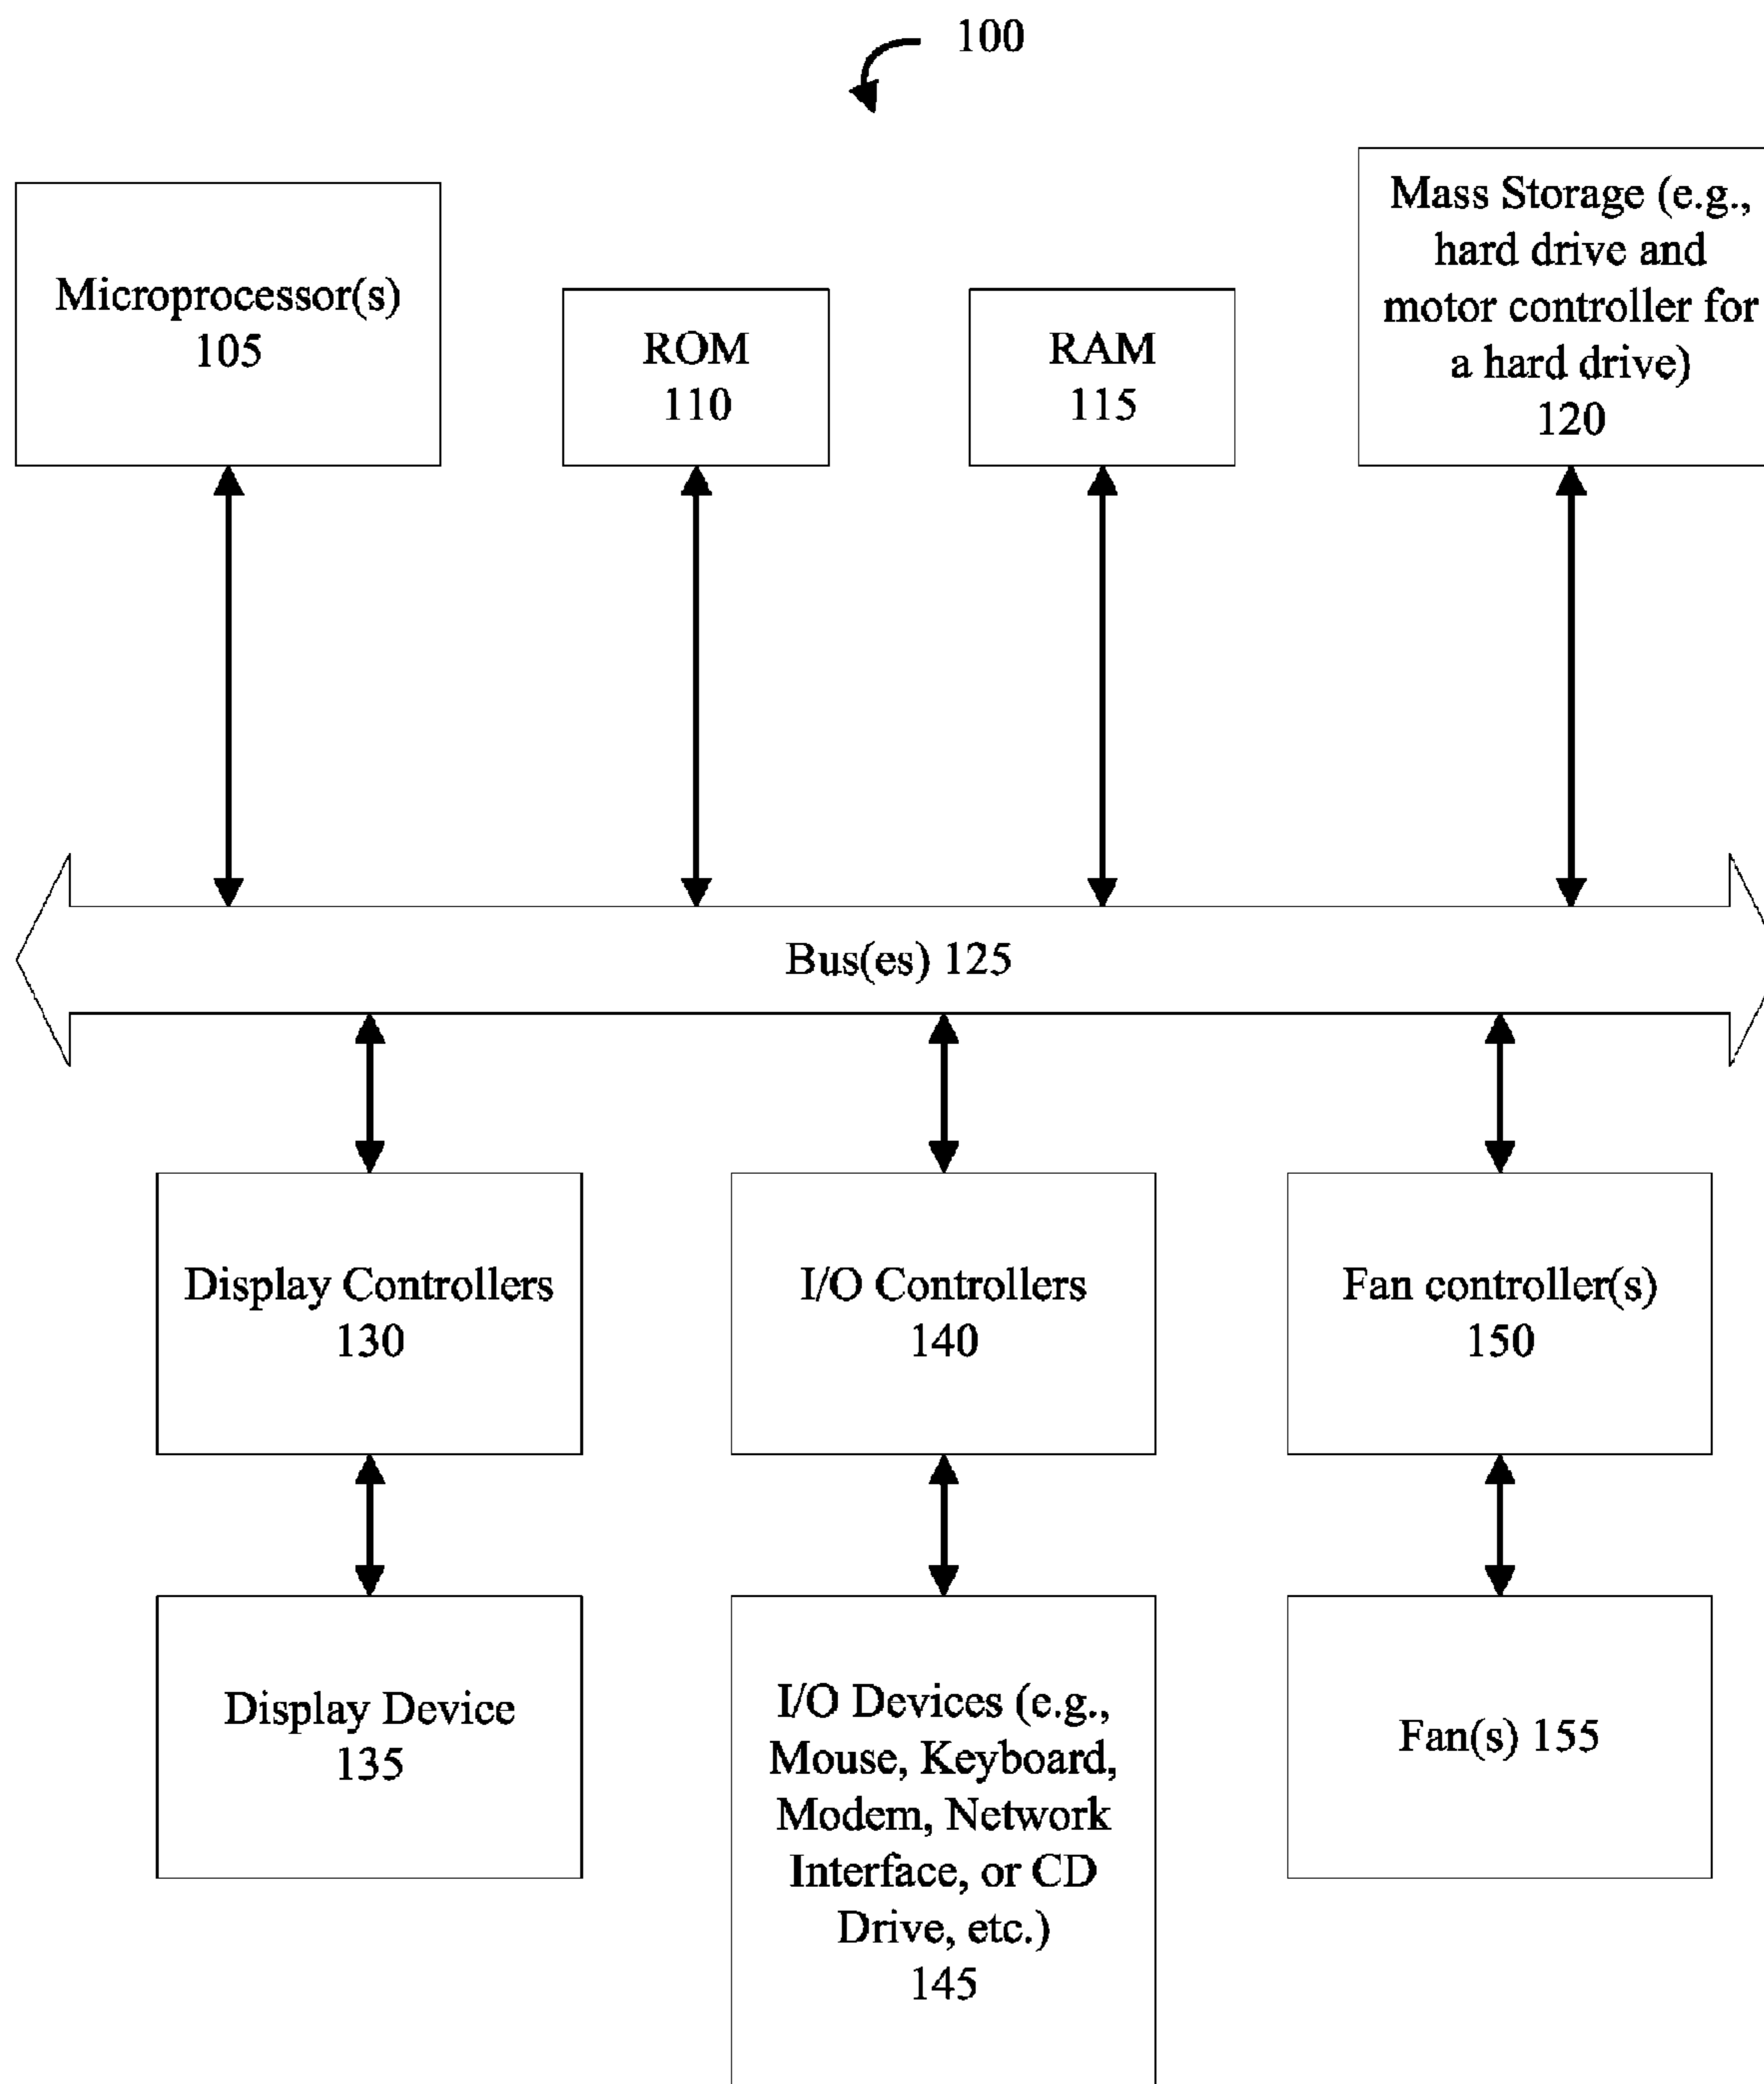 100
Microprocessor(s)
105
ROM
110
RAM
115
Mass Storage (e.g.,
hard drive and
motor controller for
a hard drive)
120
Bus(es) 125
Display Controllers
130
I/O Controllers
140
Fan controller(s)
150
Display Device
135
I/O Devices (e.g.,
Mouse, Keyboard,
Modem, Network
Interface, or CD
Drive, etc.)
145
Fan(s) 155